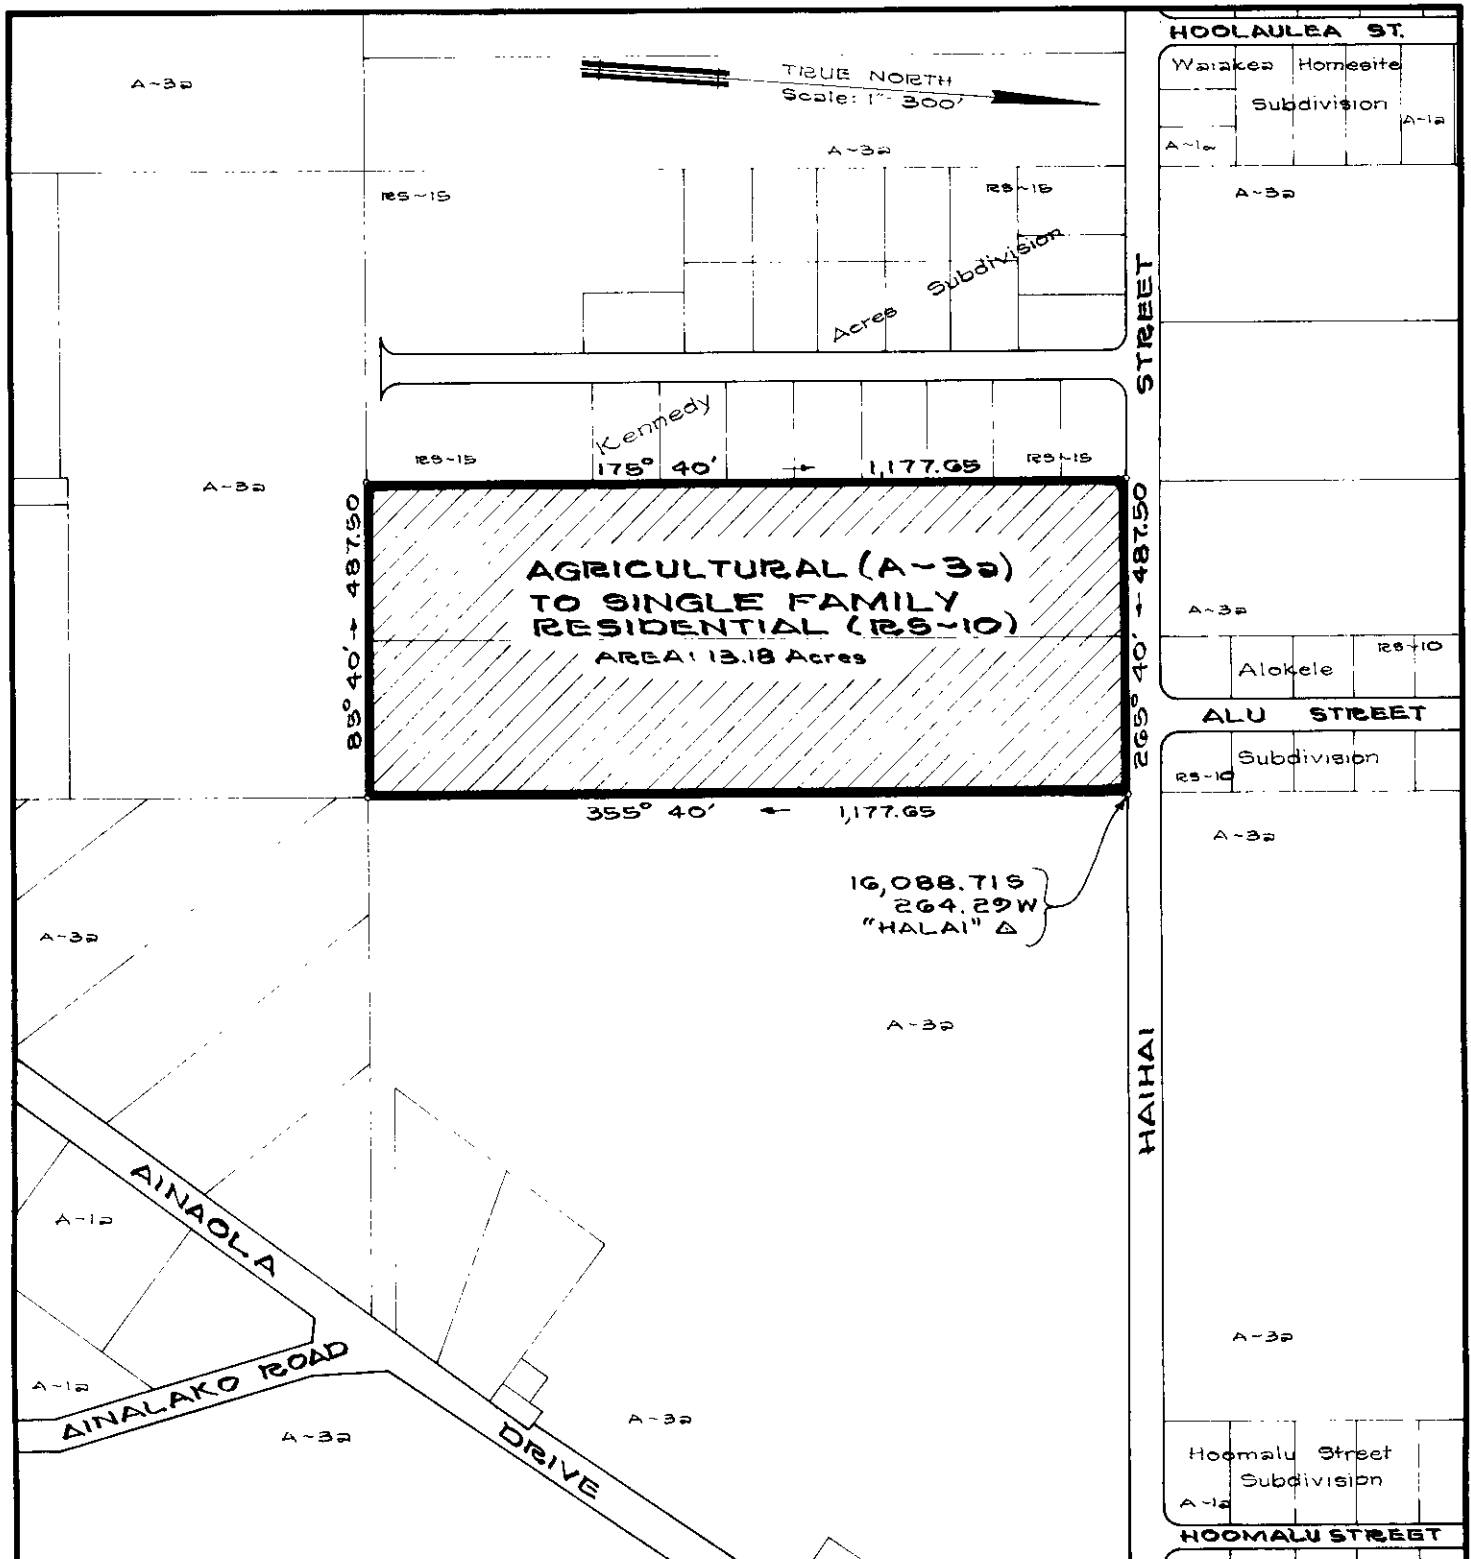 HOOLAULEA ST.
Waiakea Homesite
Subdivision
A-1a
A-1a
A-3a
A-3a
TRUE NORTH
Scale: 1"- 300'
A-3a
RS-15
RS-15
Acres Subdivision
STREET
Kennedy
RS-15
RS-15
175° 40' → 1,177.65
A-3a
85° 40' → 487.50
AGRICULTURAL (A-3a)
TO SINGLE FAMILY
RESIDENTIAL (RS-10)
AREA: 13.18 Acres
265° 40' ← 487.50
A-3a
RS-10
Alokele
ALU STREET
Subdivision
RS-10
355° 40' ← 1,177.65
A-3a
16,088.71 S
264.29 W
"HALAI" △
A-3a
A-3a
HAIHAI
AINAOLA
A-1a
A-3a
A-1a
AINALAKO ROAD
A-3a
A-3a
DRIVE
Hoomalu Street
Subdivision
A-1a
HOOMALU STREET